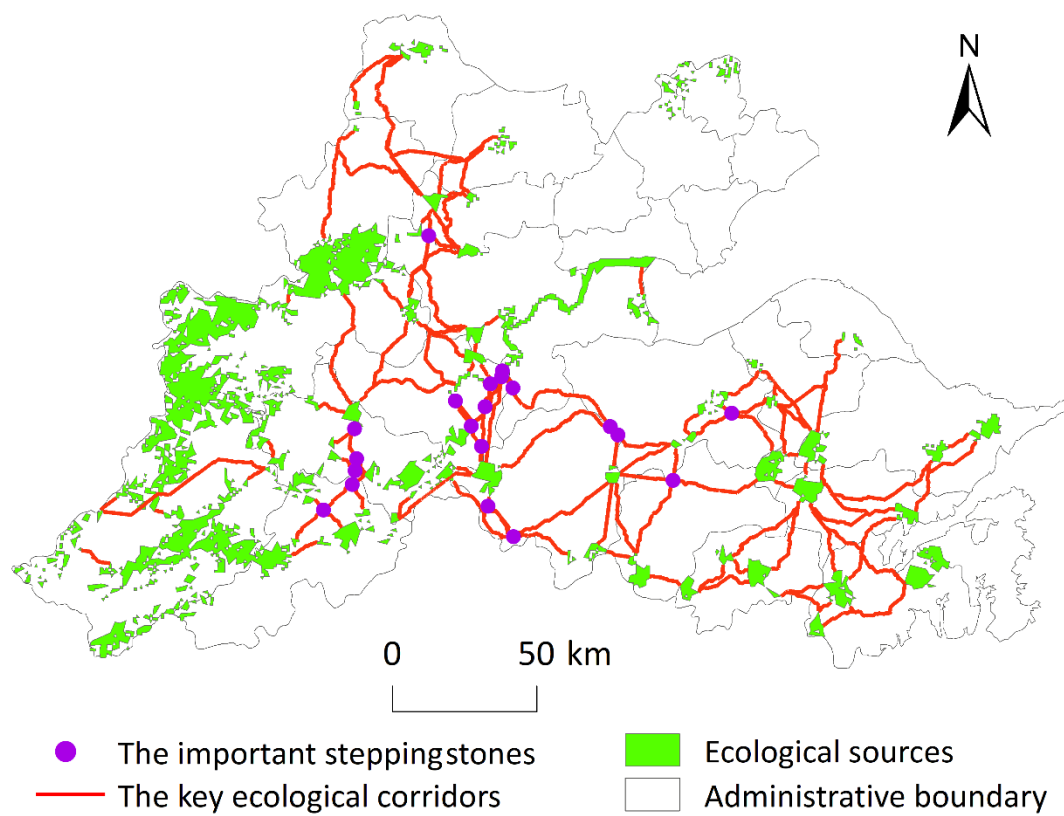 N
0 50 km
The important steppingstones
Ecological sources
The key ecological corridors
Administrative boundary